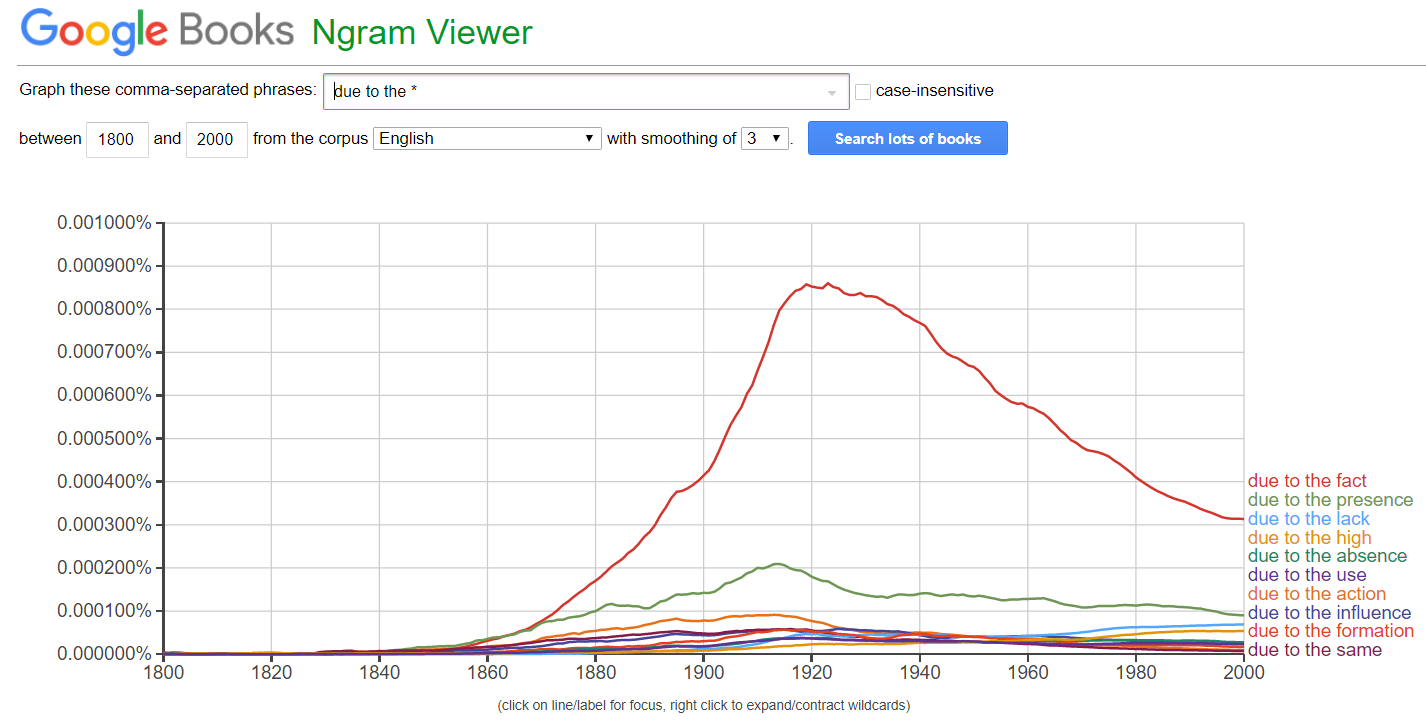 Google Books Ngram Viewer
Graph these comma-separated phrases: due to the * case-insensitive
between 1800 and 2000 from the corpus English with smoothing of 3 . Search lots of books
0.001000%
0.000900%
0.000800%
0.000700%
0.000600%
0.000500%
0.000400%
0.000300%
0.000200%
0.000100%
0.000000%
due to the fact
due to the presence
due to the lack
due to the high
due to the absence
due to the use
due to the action
due to the influence
due to the formation
due to the same
1800 1820 1840 1860 1880 1900 1920 1940 1960 1980 2000
(click on line/label for focus, right click to expand/contract wildcards)